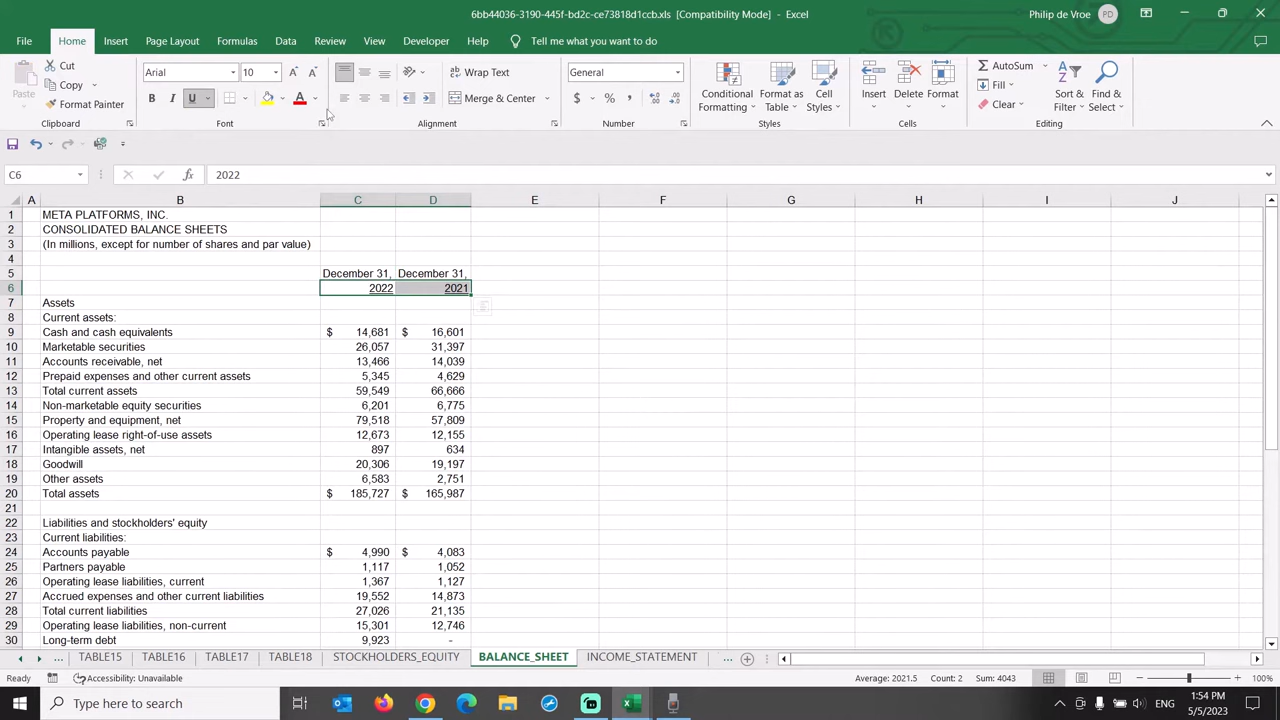 6bb44036-3190-445f-bd2c-ce73818d1ccb.xls [Compatibility Mode] - Excel
Philip de Vroe PD
File Home Insert Page Layout Formulas Data Review View Developer Help Tell me what you want to do
Cut
Copy
Format Painter
Paste
Clipboard
Arial 10
B I U
Font
Wrap Text
Merge & Center
Alignment
General
$ % ,
Number
Conditional Formatting
Format as Table
Cell Styles
Styles
Insert Delete Format
Cells
AutoSum
Fill
Clear
Sort & Filter
Find & Select
Editing
C6 fx 2022
A B C D E F G H I J
1 META PLATFORMS, INC.
2 CONSOLIDATED BALANCE SHEETS
3 (In millions, except for number of shares and par value)
4
5 December 31, December 31,
6 2022 2021
7 Assets
8 Current assets:
9 Cash and cash equivalents $ 14,681 $ 16,601
10 Marketable securities 26,057 31,397
11 Accounts receivable, net 13,466 14,039
12 Prepaid expenses and other current assets 5,345 4,629
13 Total current assets 59,549 66,666
14 Non-marketable equity securities 6,201 6,775
15 Property and equipment, net 79,518 57,809
16 Operating lease right-of-use assets 12,673 12,155
17 Intangible assets, net 897 634
18 Goodwill 20,306 19,197
19 Other assets 6,583 2,751
20 Total assets $ 185,727 $ 165,987
21
22 Liabilities and stockholders' equity
23 Current liabilities:
24 Accounts payable $ 4,990 $ 4,083
25 Partners payable 1,117 1,052
26 Operating lease liabilities, current 1,367 1,127
27 Accrued expenses and other current liabilities 19,552 14,873
28 Total current liabilities 27,026 21,135
29 Operating lease liabilities, non-current 15,301 12,746
30 Long-term debt 9,923 -
... TABLE15 TABLE16 TABLE17 TABLE18 STOCKHOLDERS_EQUITY BALANCE_SHEET INCOME_STATEMENT ...
Ready Accessibility: Unavailable Average: 2021.5 Count: 2 Sum: 4043 100%
Type here to search ENG 1:54 PM
5/5/2023